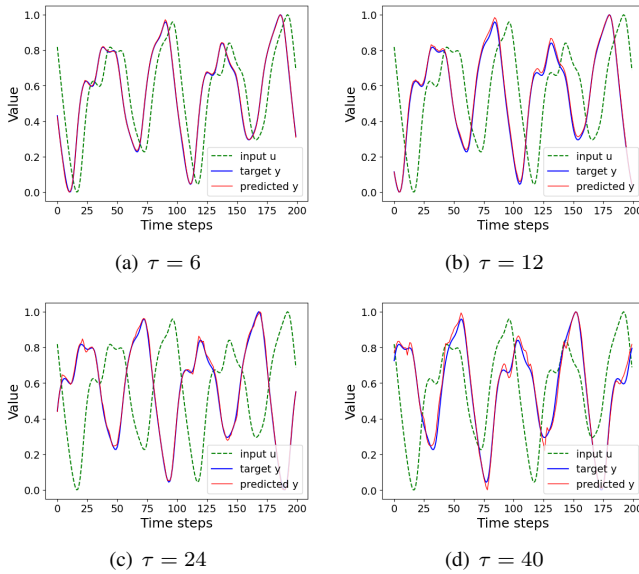 1.0
0.8
0.6
0.4
0.2
0.0
Value
input u
target y
predicted y
0 25 50 75 100 125 150 175 200
Time steps
(a) τ = 6
1.0
0.8
0.6
0.4
0.2
0.0
Value
input u
target y
predicted y
0 25 50 75 100 125 150 175 200
Time steps
(b) τ = 12
1.0
0.8
0.6
0.4
0.2
0.0
Value
input u
target y
predicted y
0 25 50 75 100 125 150 175 200
Time steps
(c) τ = 24
1.0
0.8
0.6
0.4
0.2
0.0
Value
input u
target y
predicted y
0 25 50 75 100 125 150 175 200
Time steps
(d) τ = 40